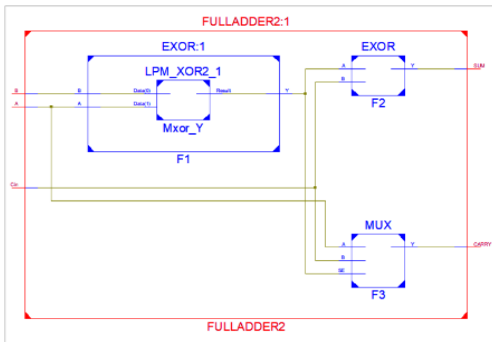 FULLADDER2:1
EXOR:1
EXOR
LPM_XOR2_1
A
Y
SUM
B
B
B
Data(0)
Result
Y
A
A
Data(1)
F2
Mxor_Y
F1
Cin
MUX
A
Y
CARRY
B
SE
F3
FULLADDER2